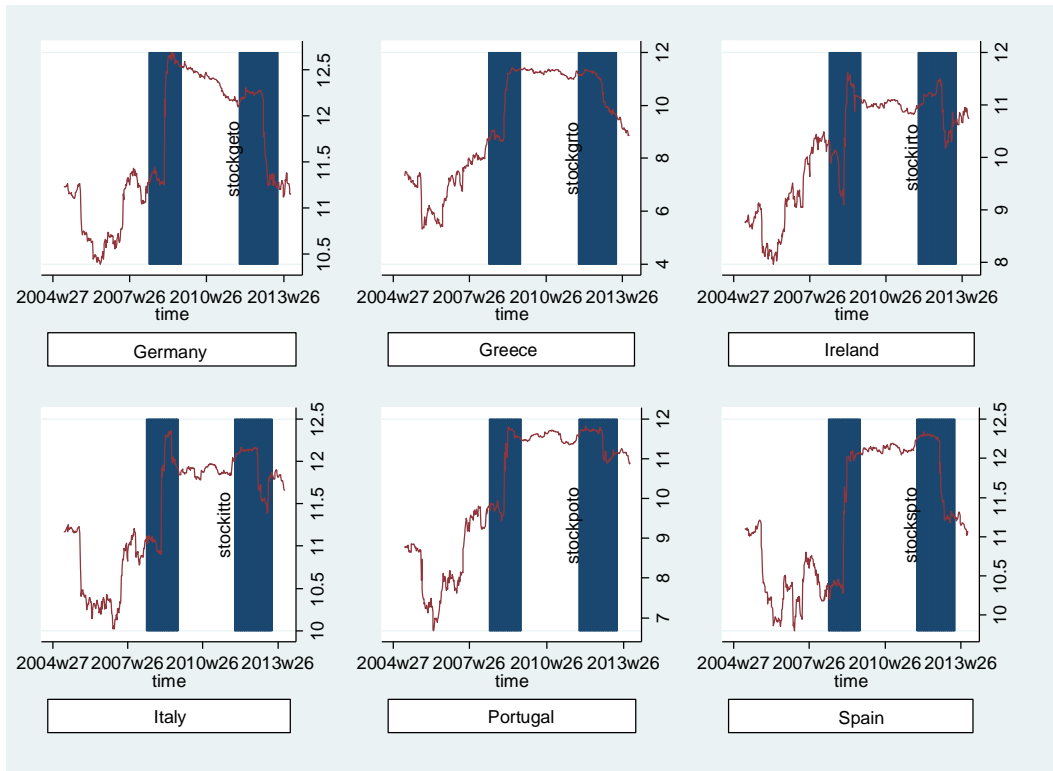 stockgeto
10.5 11 11.5 12 12.5
2004w27 2007w26 2010w26 2013w26
time
Germany
stockgrto
4 6 8 10 12
2004w27 2007w26 2010w26 2013w26
time
Greece
stockirto
8 9 10 11 12
2004w27 2007w26 2010w26 2013w26
time
Ireland
stockitto
10 10.5 11 11.5 12 12.5
2004w27 2007w26 2010w26 2013w26
time
Italy
stockpoto
7 8 9 10 11 12
2004w27 2007w26 2010w26 2013w26
time
Portugal
stockspto
10 10.5 11 11.5 12 12.5
2004w27 2007w26 2010w26 2013w26
time
Spain